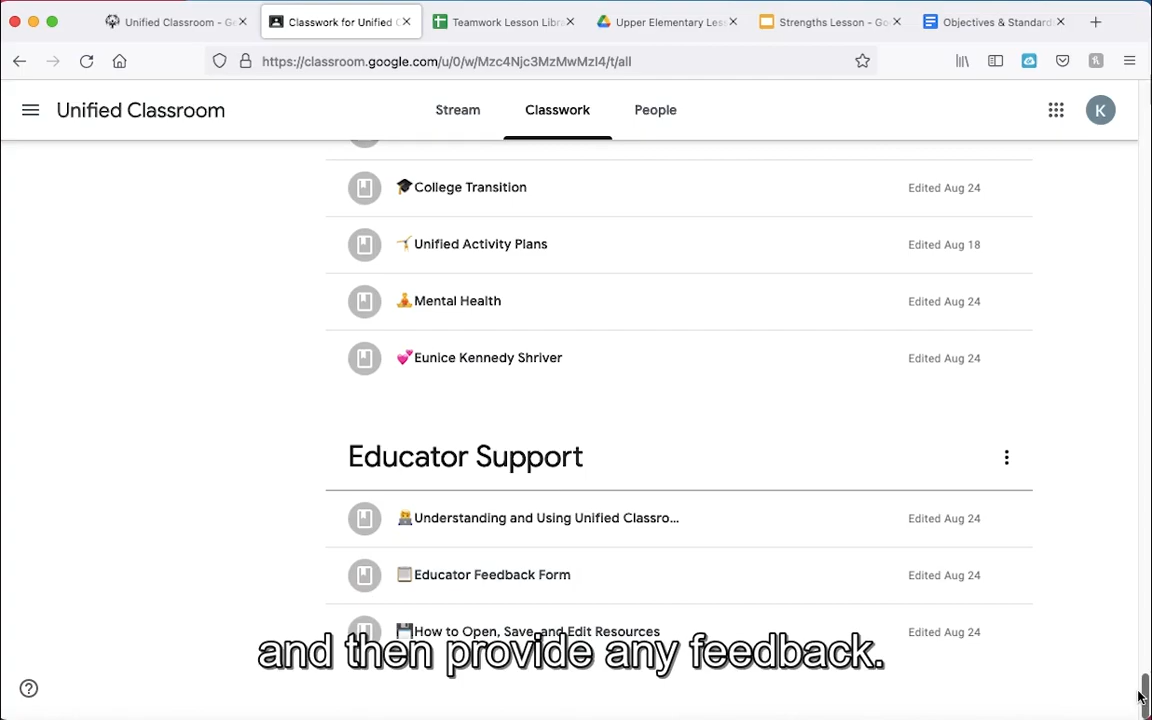 Unified Classroom - Ge
Classwork for Unified C
Teamwork Lesson Libra
Upper Elementary Les
Strengths Lesson - Go
Objectives & Standard
https://classroom.google.com/u/0/w/Mzc4Njc3MzMwMzI4/t/all
Unified Classroom
Stream
Classwork
People
K
College Transition
Edited Aug 24
Unified Activity Plans
Edited Aug 18
Mental Health
Edited Aug 24
Eunice Kennedy Shriver
Edited Aug 24
Educator Support
Understanding and Using Unified Classro...
Edited Aug 24
Educator Feedback Form
Edited Aug 24
How to Open, Save, and Edit Resources
Edited Aug 24
and then provide any feedback.